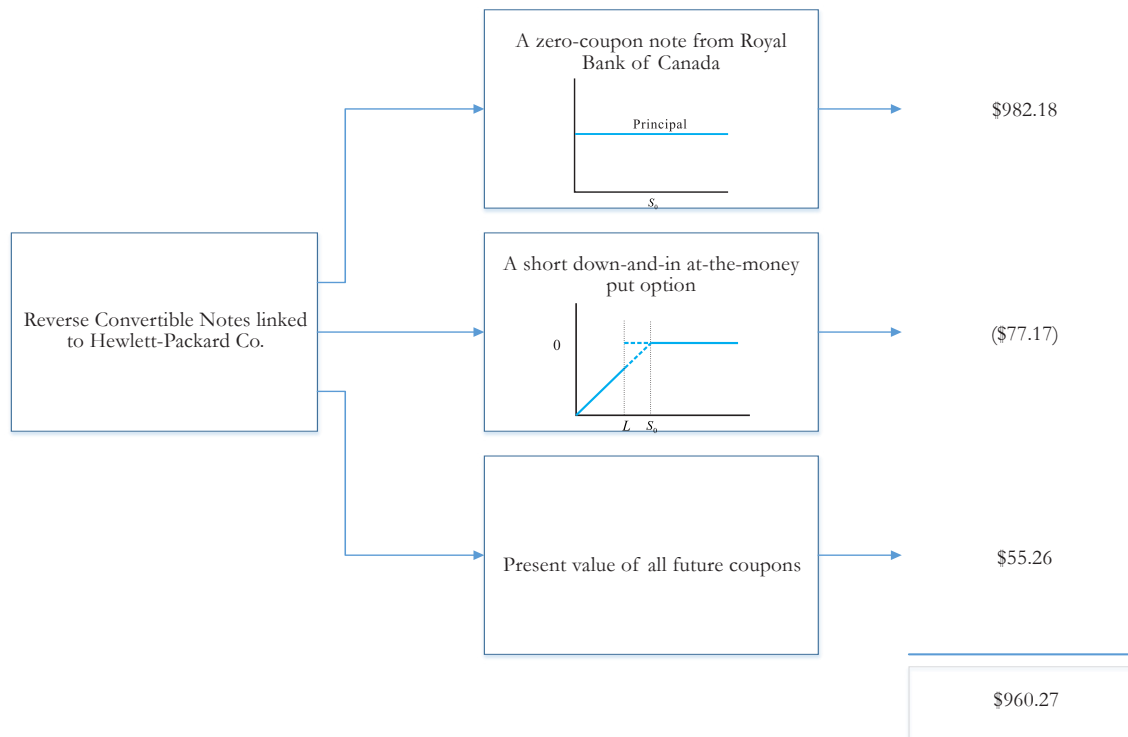 A zero-coupon note from Royal
Bank of Canada
Principal
S₀
$982.18
Reverse Convertible Notes linked
to Hewlett-Packard Co.
A short down-and-in at-the-money
put option
0
L S₀
($77.17)
Present value of all future coupons
$55.26
$960.27